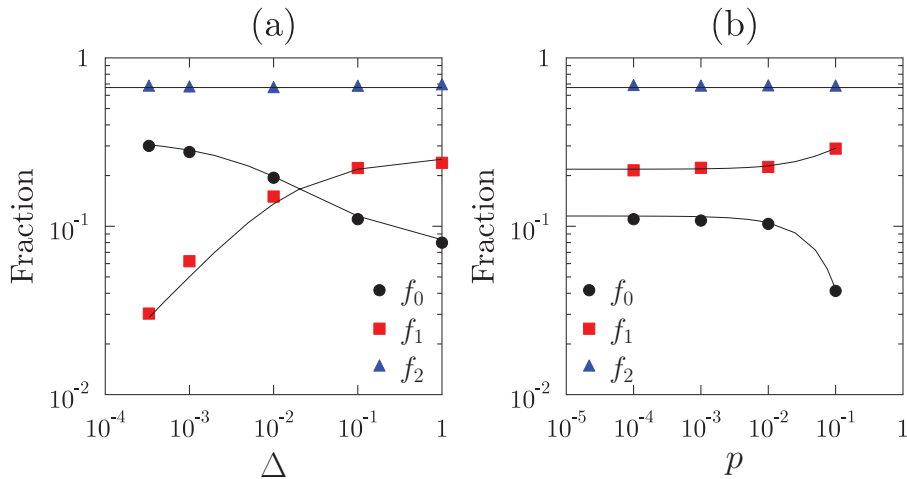 (a)
(b)
Fraction
1
10⁻¹
10⁻²
10⁻⁴
10⁻³
10⁻²
10⁻¹
1
Δ
f₀
f₁
f₂
Fraction
1
10⁻¹
10⁻²
10⁻⁵
10⁻⁴
10⁻³
10⁻²
10⁻¹
1
p
f₀
f₁
f₂